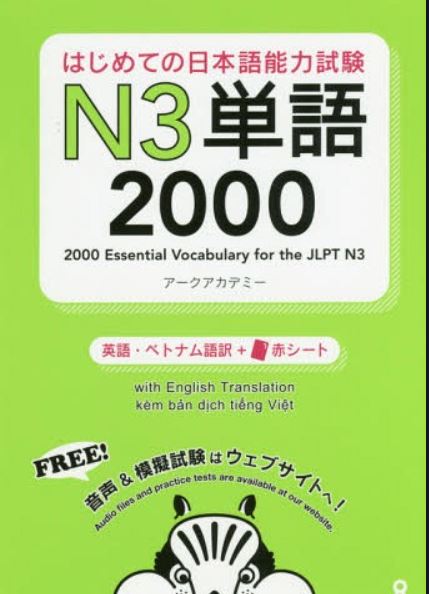 はじめての日本語能力試験
N3単語
2000
2000 Essential Vocabulary for the JLPT N3
アークアカデミー
英語・ベトナム語訳 + 赤シート
with English Translation
kèm bản dịch tiếng Việt
FREE!
音声 & 模擬試験はウェブサイトへ!
Audio files and practice tests are available at our website.